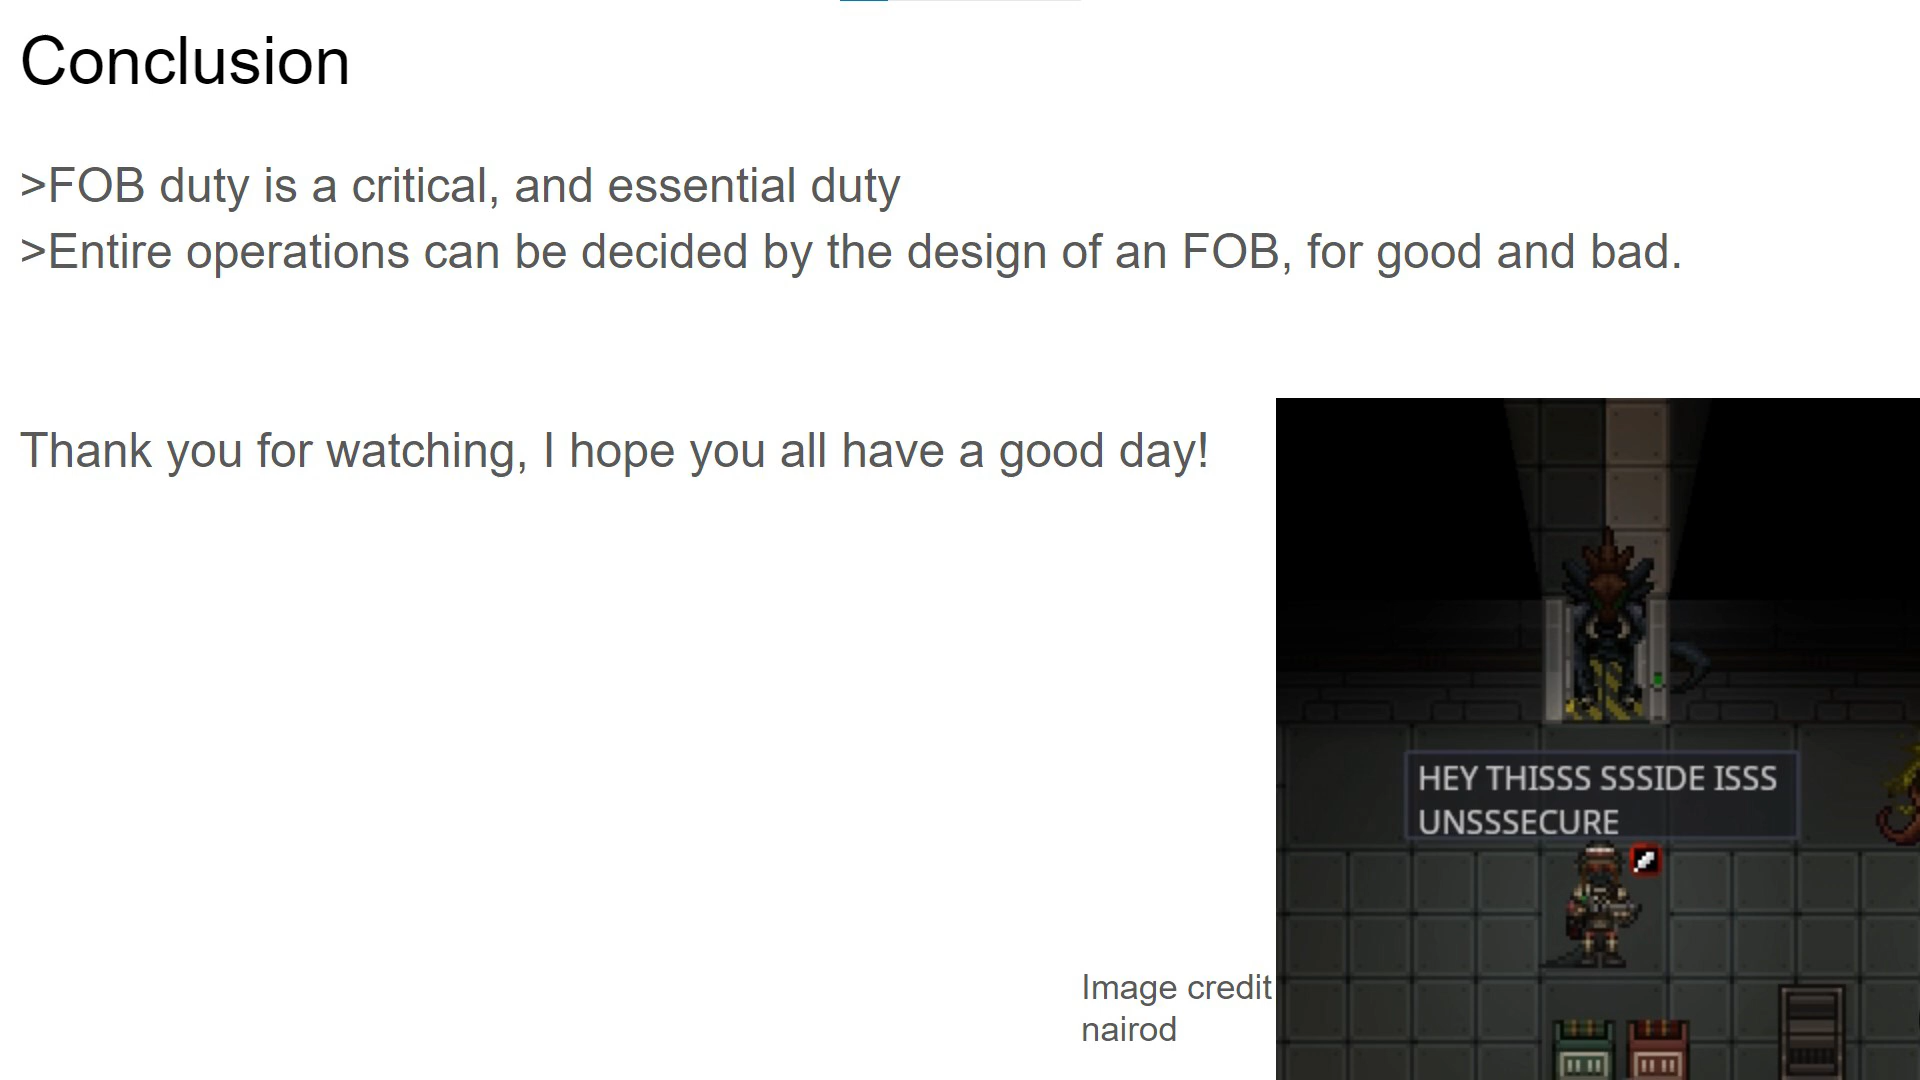 Conclusion
>FOB duty is a critical, and essential duty
>Entire operations can be decided by the design of an FOB, for good and bad.
Thank you for watching, I hope you all have a good day!
HEY THISSS SSSIDE ISSS
UNSSSECURE
Image credit
nairod